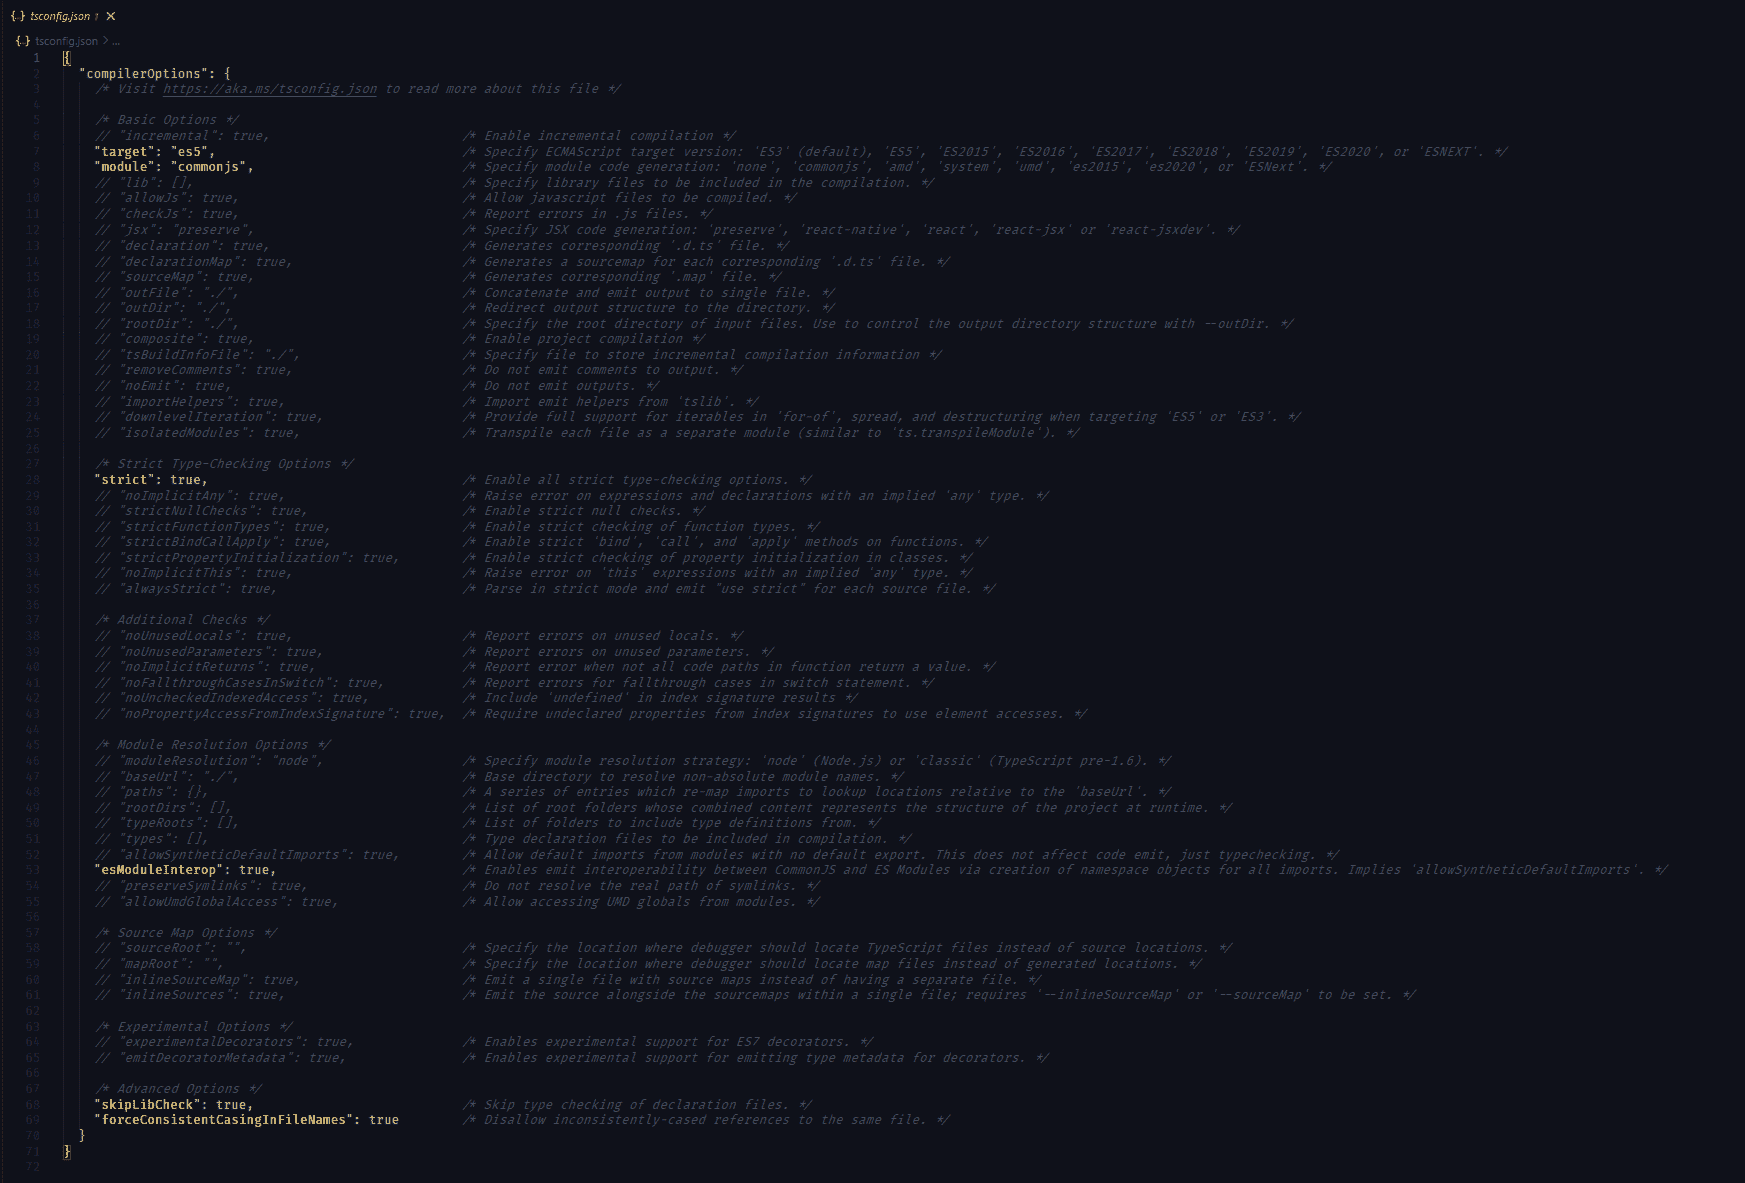 {..} tsconfig.json 1 ✕
{..} tsconfig.json > ...
1 {
2 "compilerOptions": {
3 /* Visit https://aka.ms/tsconfig.json to read more about this file */
4
5 /* Basic Options */
6 // "incremental": true, /* Enable incremental compilation */
7 "target": "es5", /* Specify ECMAScript target version: 'ES3' (default), 'ES5', 'ES2015', 'ES2016', 'ES2017', 'ES2018', 'ES2019', 'ES2020', or 'ESNEXT'. */
8 "module": "commonjs", /* Specify module code generation: 'none', 'commonjs', 'amd', 'system', 'umd', 'es2015', 'es2020', or 'ESNext'. */
9 // "lib": [], /* Specify library files to be included in the compilation. */
10 // "allowJs": true, /* Allow javascript files to be compiled. */
11 // "checkJs": true, /* Report errors in .js files. */
12 // "jsx": "preserve", /* Specify JSX code generation: 'preserve', 'react-native', 'react', 'react-jsx' or 'react-jsxdev'. */
13 // "declaration": true, /* Generates corresponding '.d.ts' file. */
14 // "declarationMap": true, /* Generates a sourcemap for each corresponding '.d.ts' file. */
15 // "sourceMap": true, /* Generates corresponding '.map' file. */
16 // "outFile": "./", /* Concatenate and emit output to single file. */
17 // "outDir": "./", /* Redirect output structure to the directory. */
18 // "rootDir": "./", /* Specify the root directory of input files. Use to control the output directory structure with --outDir. */
19 // "composite": true, /* Enable project compilation */
20 // "tsBuildInfoFile": "./", /* Specify file to store incremental compilation information */
21 // "removeComments": true, /* Do not emit comments to output. */
22 // "noEmit": true, /* Do not emit outputs. */
23 // "importHelpers": true, /* Import emit helpers from 'tslib'. */
24 // "downlevelIteration": true, /* Provide full support for iterables in 'for-of', spread, and destructuring when targeting 'ES5' or 'ES3'. */
25 // "isolatedModules": true, /* Transpile each file as a separate module (similar to 'ts.transpileModule'). */
26
27 /* Strict Type-Checking Options */
28 "strict": true, /* Enable all strict type-checking options. */
29 // "noImplicitAny": true, /* Raise error on expressions and declarations with an implied 'any' type. */
30 // "strictNullChecks": true, /* Enable strict null checks. */
31 // "strictFunctionTypes": true, /* Enable strict checking of function types. */
32 // "strictBindCallApply": true, /* Enable strict 'bind', 'call', and 'apply' methods on functions. */
33 // "strictPropertyInitialization": true, /* Enable strict checking of property initialization in classes. */
34 // "noImplicitThis": true, /* Raise error on 'this' expressions with an implied 'any' type. */
35 // "alwaysStrict": true, /* Parse in strict mode and emit "use strict" for each source file. */
36
37 /* Additional Checks */
38 // "noUnusedLocals": true, /* Report errors on unused locals. */
39 // "noUnusedParameters": true, /* Report errors on unused parameters. */
40 // "noImplicitReturns": true, /* Report error when not all code paths in function return a value. */
41 // "noFallthroughCasesInSwitch": true, /* Report errors for fallthrough cases in switch statement. */
42 // "noUncheckedIndexedAccess": true, /* Include 'undefined' in index signature results */
43 // "noPropertyAccessFromIndexSignature": true, /* Require undeclared properties from index signatures to use element accesses. */
44
45 /* Module Resolution Options */
46 // "moduleResolution": "node", /* Specify module resolution strategy: 'node' (Node.js) or 'classic' (TypeScript pre-1.6). */
47 // "baseUrl": "./", /* Base directory to resolve non-absolute module names. */
48 // "paths": {}, /* A series of entries which re-map imports to lookup locations relative to the 'baseUrl'. */
49 // "rootDirs": [], /* List of root folders whose combined content represents the structure of the project at runtime. */
50 // "typeRoots": [], /* List of folders to include type definitions from. */
51 // "types": [], /* Type declaration files to be included in compilation. */
52 // "allowSyntheticDefaultImports": true, /* Allow default imports from modules with no default export. This does not affect code emit, just typechecking. */
53 "esModuleInterop": true, /* Enables emit interoperability between CommonJS and ES Modules via creation of namespace objects for all imports. Implies 'allowSyntheticDefaultImports'. */
54 // "preserveSymlinks": true, /* Do not resolve the real path of symlinks. */
55 // "allowUmdGlobalAccess": true, /* Allow accessing UMD globals from modules. */
56
57 /* Source Map Options */
58 // "sourceRoot": "", /* Specify the location where debugger should locate TypeScript files instead of source locations. */
59 // "mapRoot": "", /* Specify the location where debugger should locate map files instead of generated locations. */
60 // "inlineSourceMap": true, /* Emit a single file with source maps instead of having a separate file. */
61 // "inlineSources": true, /* Emit the source alongside the sourcemaps within a single file; requires '--inlineSourceMap' or '--sourceMap' to be set. */
62
63 /* Experimental Options */
64 // "experimentalDecorators": true, /* Enables experimental support for ES7 decorators. */
65 // "emitDecoratorMetadata": true, /* Enables experimental support for emitting type metadata for decorators. */
66
67 /* Advanced Options */
68 "skipLibCheck": true, /* Skip type checking of declaration files. */
69 "forceConsistentCasingInFileNames": true /* Disallow inconsistently-cased references to the same file. */
70 }
71 }
72